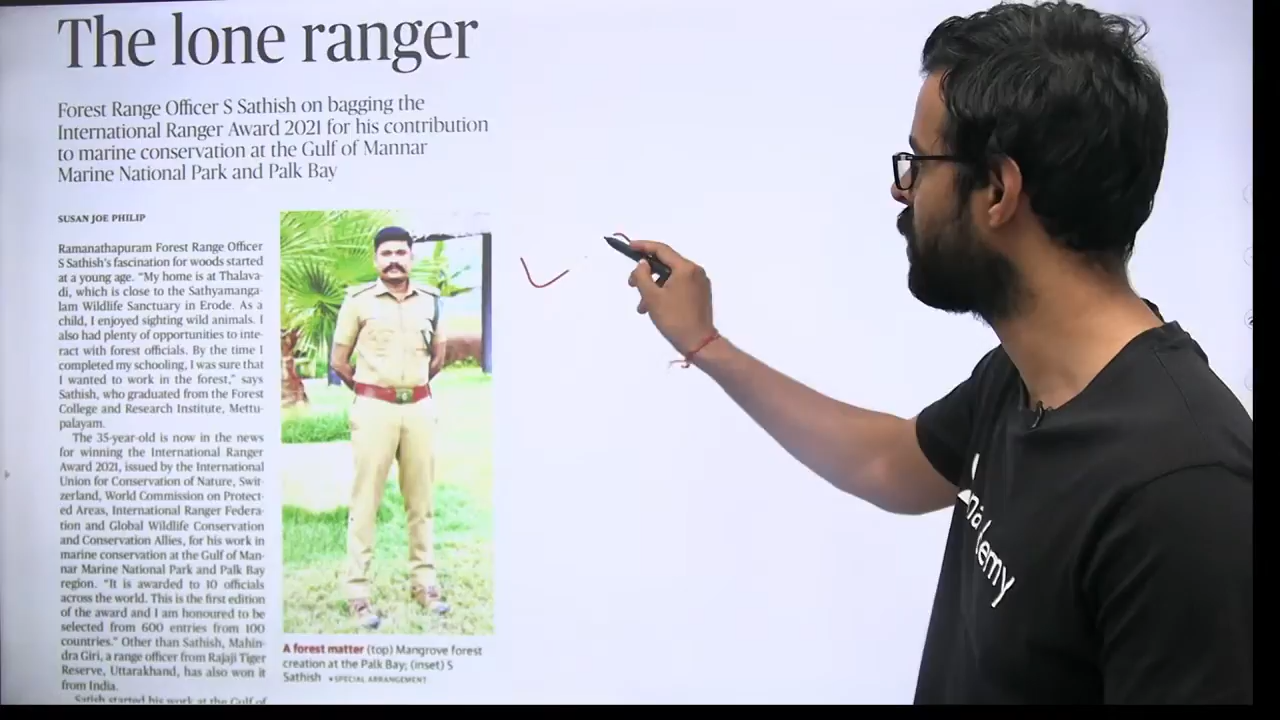 The lone ranger
Forest Range Officer S Sathish on bagging the
International Ranger Award 2021 for his contribution
to marine conservation at the Gulf of Mannar
Marine National Park and Palk Bay
SUSAN JOE PHILIP
Ramanathapuram Forest Range Officer
S Sathish's fascination for woods started
at a young age. "My home is at Thalava-
di, which is close to the Sathyamanga-
lam Wildlife Sanctuary in Erode. As a
child, I enjoyed sighting wild animals. I
also had plenty of opportunities to inte-
ract with forest officials. By the time I
completed my schooling, I was sure that
I wanted to work in the forest," says
Sathish, who graduated from the Forest
College and Research Institute, Mettu-
palayam.
The 35-year-old is now in the news
for winning the International Ranger
Award 2021, issued by the International
Union for Conservation of Nature, Swit-
zerland, World Commission on Protect-
ed Areas, International Ranger Federa-
tion and Global Wildlife Conservation
and Conservation Allies, for his work in
marine conservation at the Gulf of Man-
nar Marine National Park and Palk Bay
region. "It is awarded to 10 officials
across the world. This is the first edition
of the award and I am honoured to be
selected from 600 entries from 100
countries." Other than Sathish, Mahin-
dra Giri, a range officer from Rajaji Tiger
Reserve, Uttarakhand, has also won it
from India.
Satish started his work at the Gulf of
A forest matter (top) Mangrove forest
creation at the Palk Bay; (inset) S
Sathish •SPECIAL ARRANGEMENT